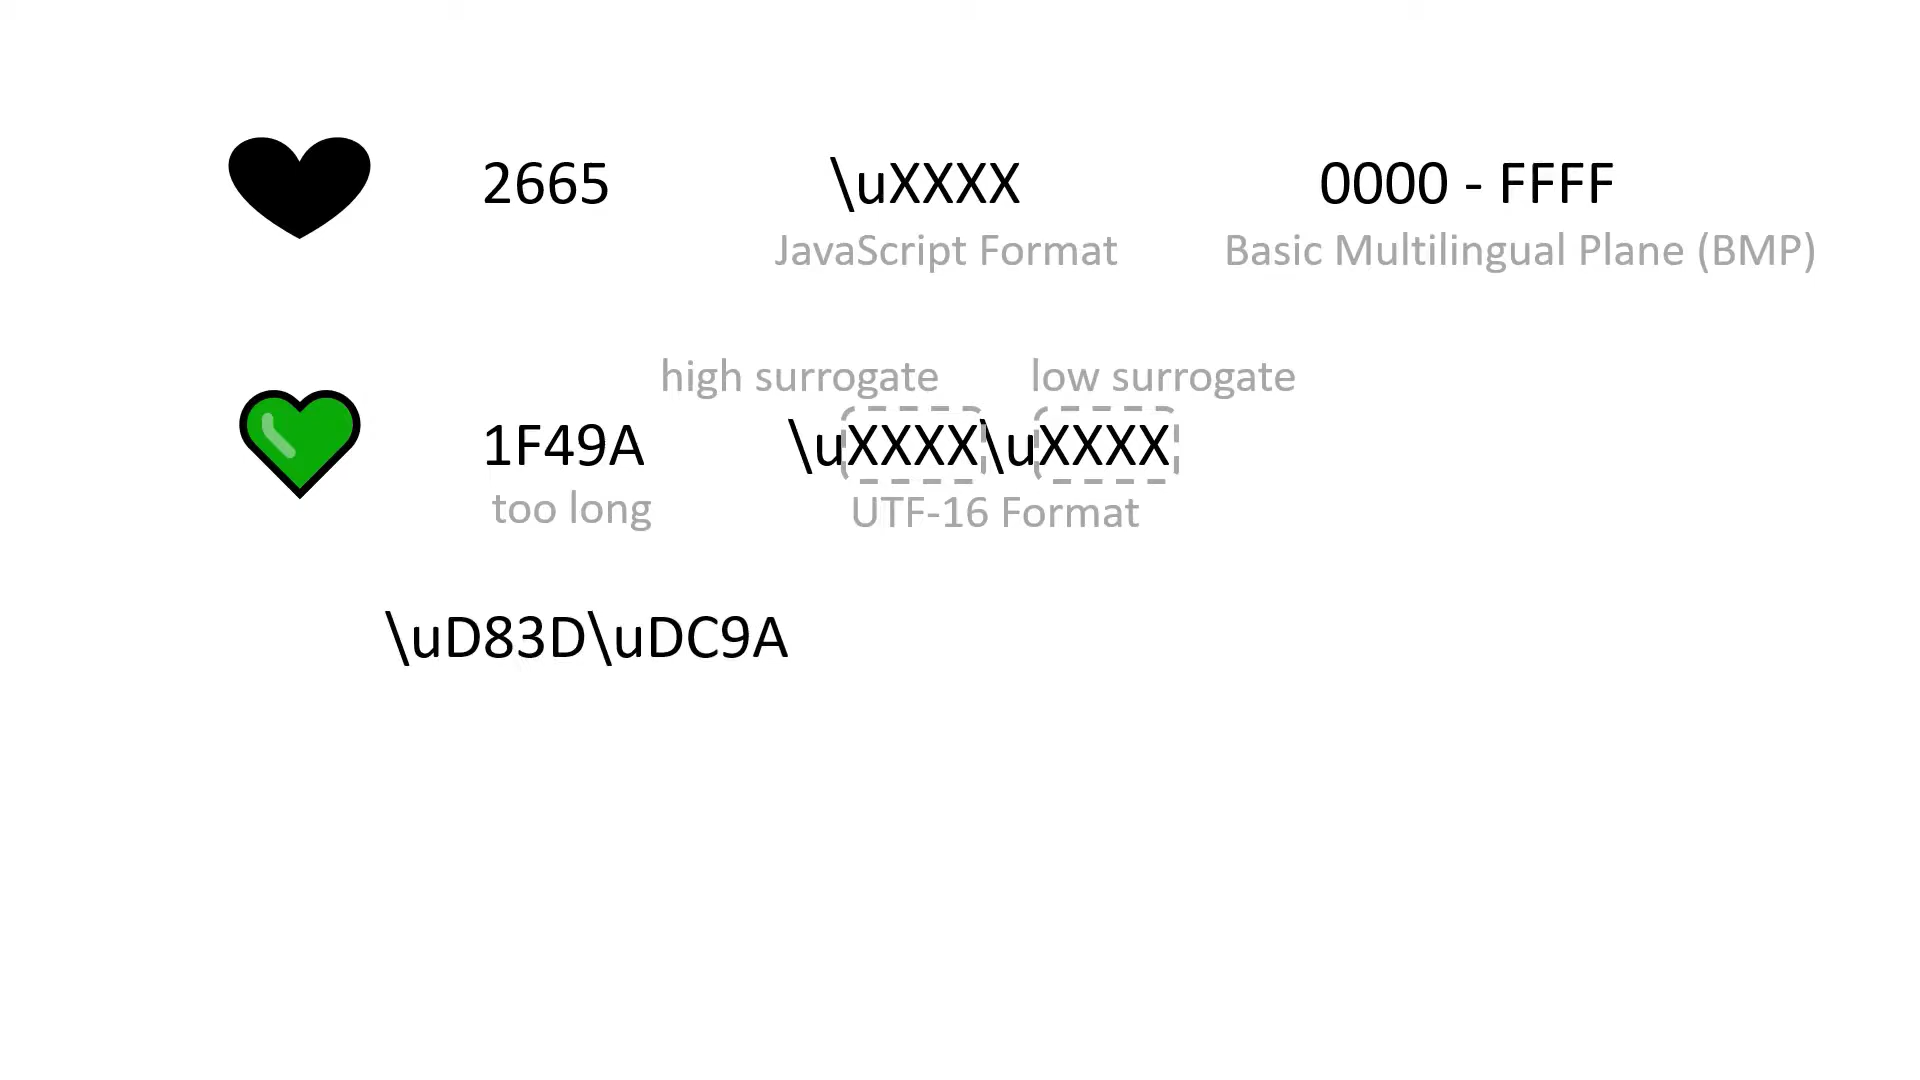 2665 \uXXXX 0000 - FFFF
JavaScript Format Basic Multilingual Plane (BMP)
high surrogate low surrogate
1F49A \uXXXX\uXXXX
too long UTF-16 Format
\uD83D\uDC9A